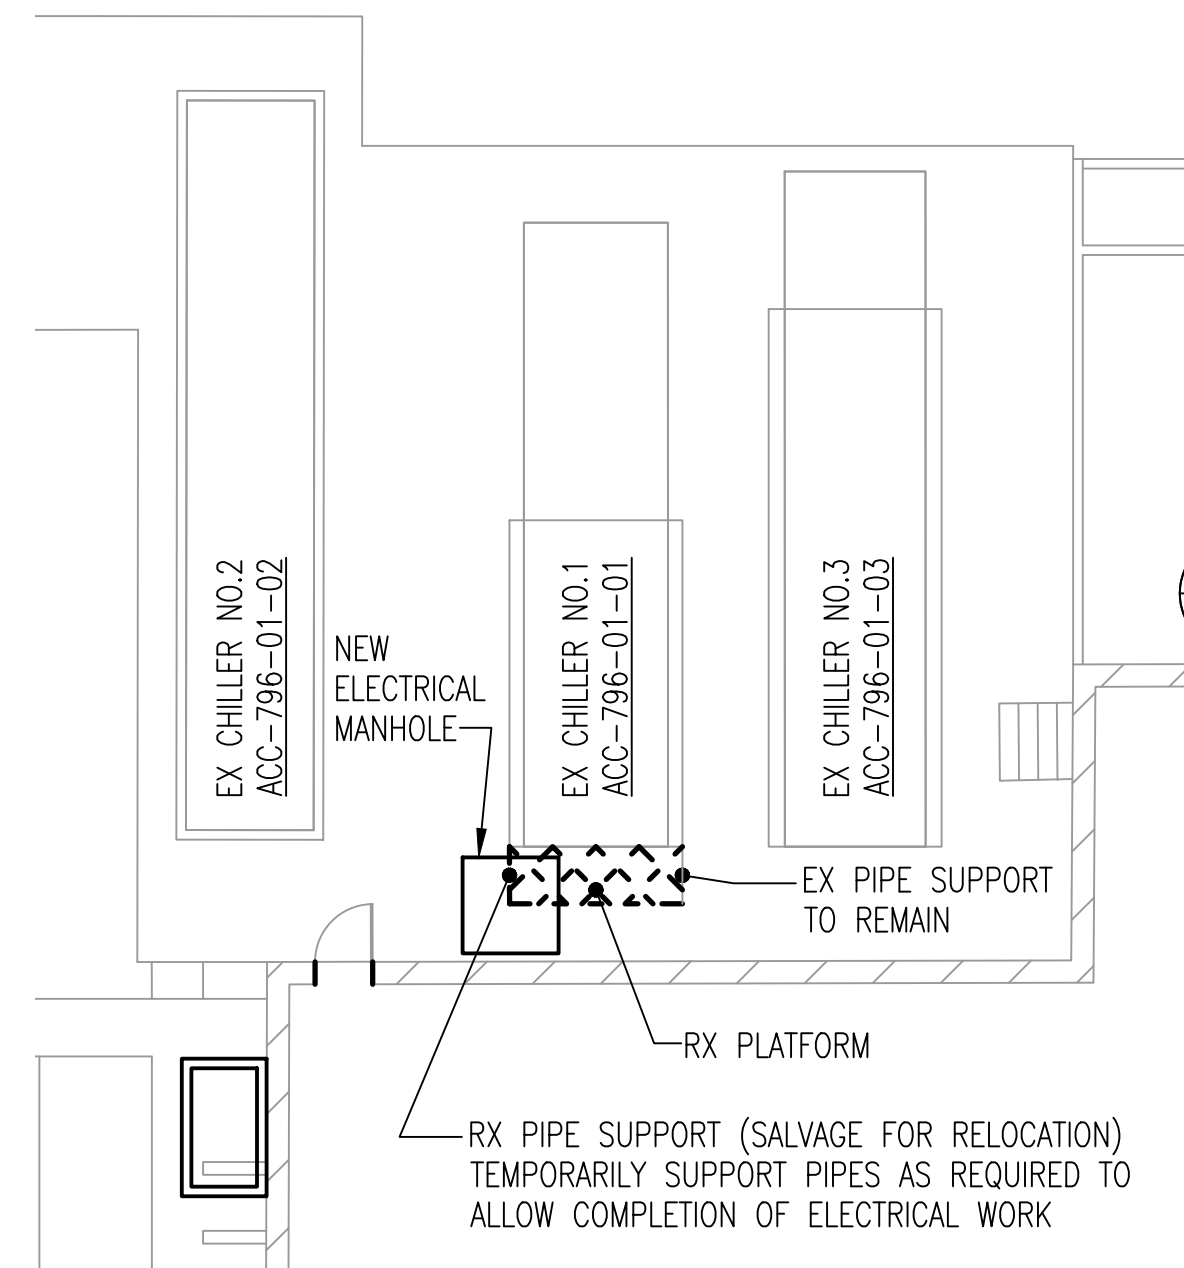 EX CHILLER NO.2
ACC-796-01-02
EX CHILLER NO.1
ACC-796-01-01
EX CHILLER NO.3
ACC-796-01-03
NEW
ELECTRICAL
MANHOLE
EX PIPE SUPPORT
TO REMAIN
RX PLATFORM
RX PIPE SUPPORT (SALVAGE FOR RELOCATION)
TEMPORARILY SUPPORT PIPES AS REQUIRED TO
ALLOW COMPLETION OF ELECTRICAL WORK